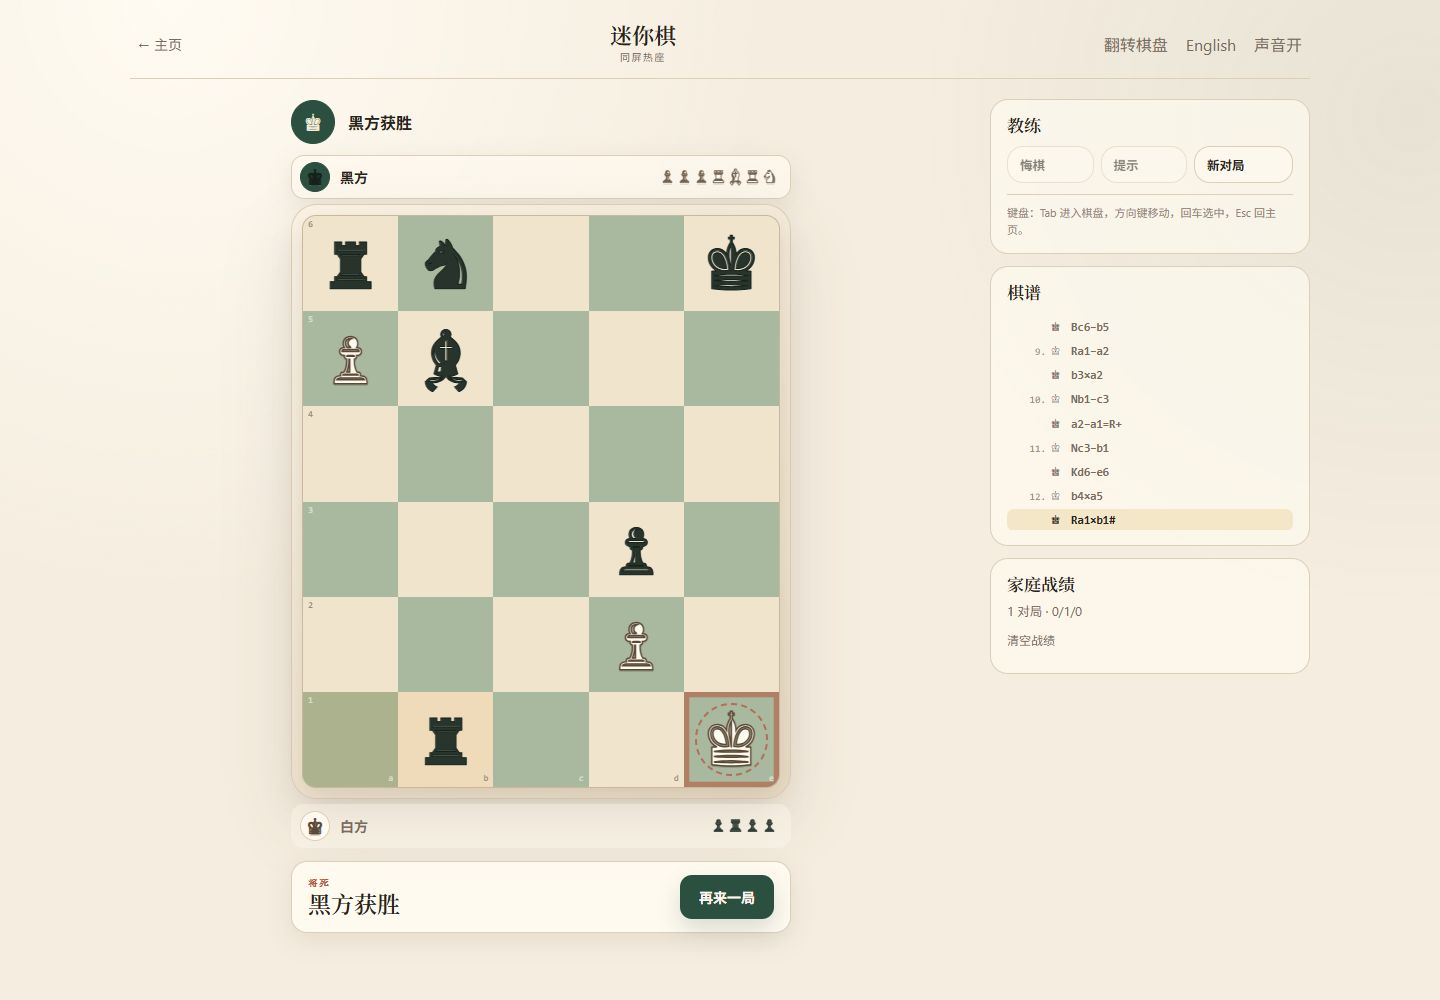 ← 主页
迷你棋
同屏热座
翻转棋盘 English 声音开
黑方获胜
黑方
6
5
4
3
2
1
a b c d e
白方
将死
黑方获胜
再来一局
教练
悔棋 提示 新对局
键盘：Tab 进入棋盘，方向键移动，回车选中，Esc 回主
页。
棋谱
Bc6–b5
9. Ra1–a2
b3×a2
10. Nb1–c3
a2–a1=R+
11. Nc3–b1
Kd6–e6
12. b4×a5
Ra1×b1#
家庭战绩
1 对局 · 0/1/0
清空战绩